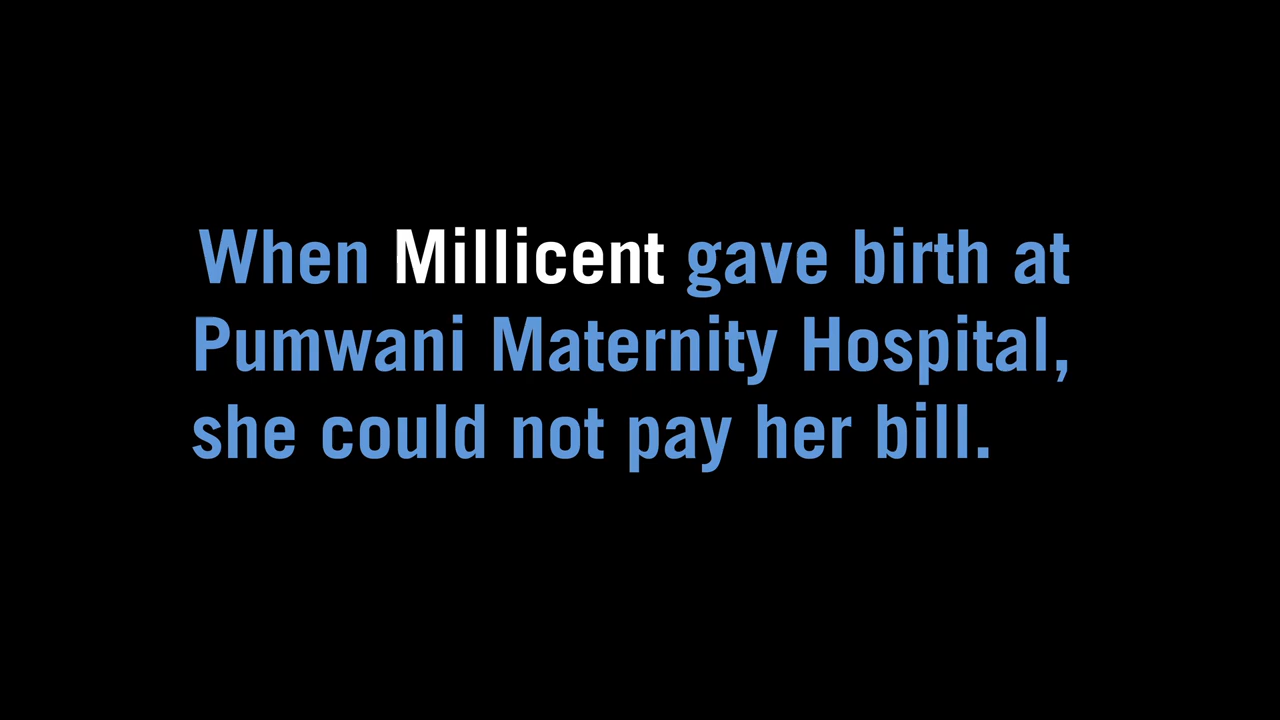 When Millicent gave birth at
Pumwani Maternity Hospital,
she could not pay her bill.